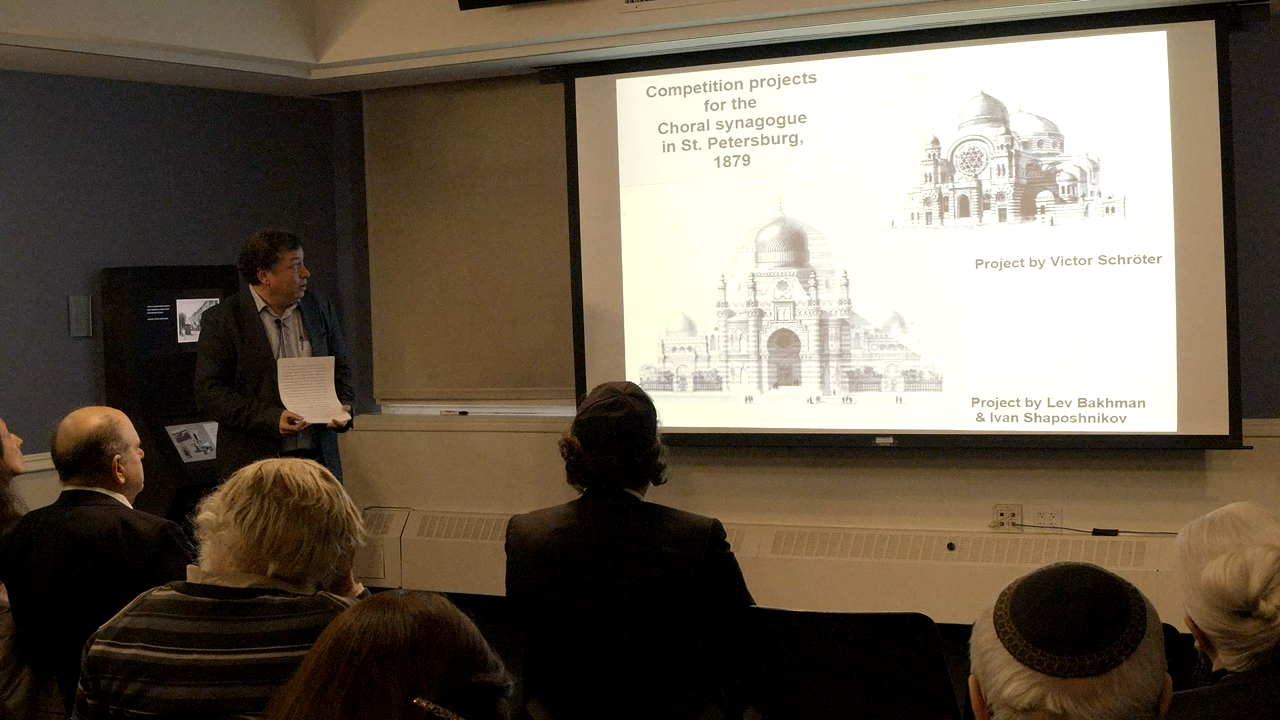 Competition projects
for the
Choral synagogue
in St. Petersburg,
1879
Project by Victor Schröter
Project by Lev Bakhman
& Ivan Shaposhnikov